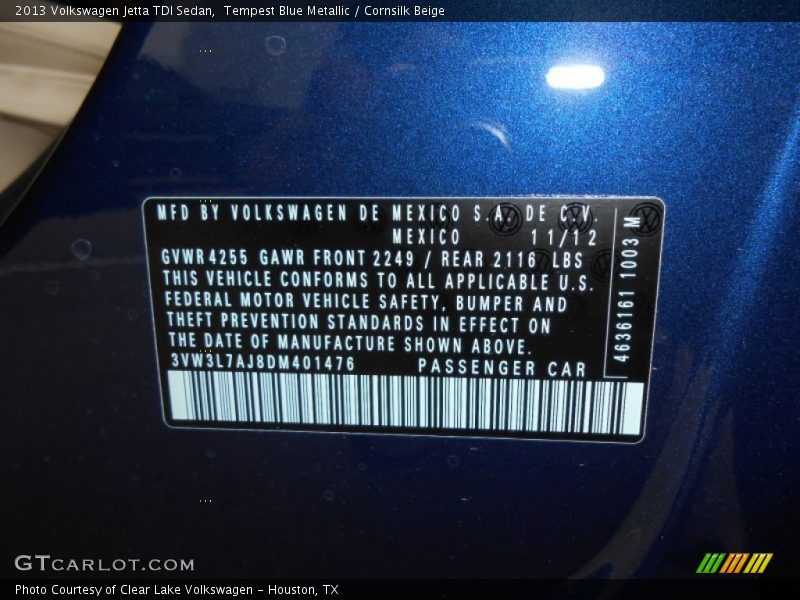 2013 Volkswagen Jetta TDI Sedan,  Tempest Blue Metallic / Cornsilk Beige
MFD BY VOLKSWAGEN DE MEXICO S.A. DE C.V.
MEXICO 11/12
GVWR 4255 GAWR FRONT 2249 / REAR 2116 LBS
THIS VEHICLE CONFORMS TO ALL APPLICABLE U.S.
FEDERAL MOTOR VEHICLE SAFETY, BUMPER AND
THEFT PREVENTION STANDARDS IN EFFECT ON
THE DATE OF MANUFACTURE SHOWN ABOVE.
3VW3L7AJ8DM401476 PASSENGER CAR
4636161 1003 M
GTCARLOT.COM
Photo Courtesy of Clear Lake Volkswagen - Houston, TX